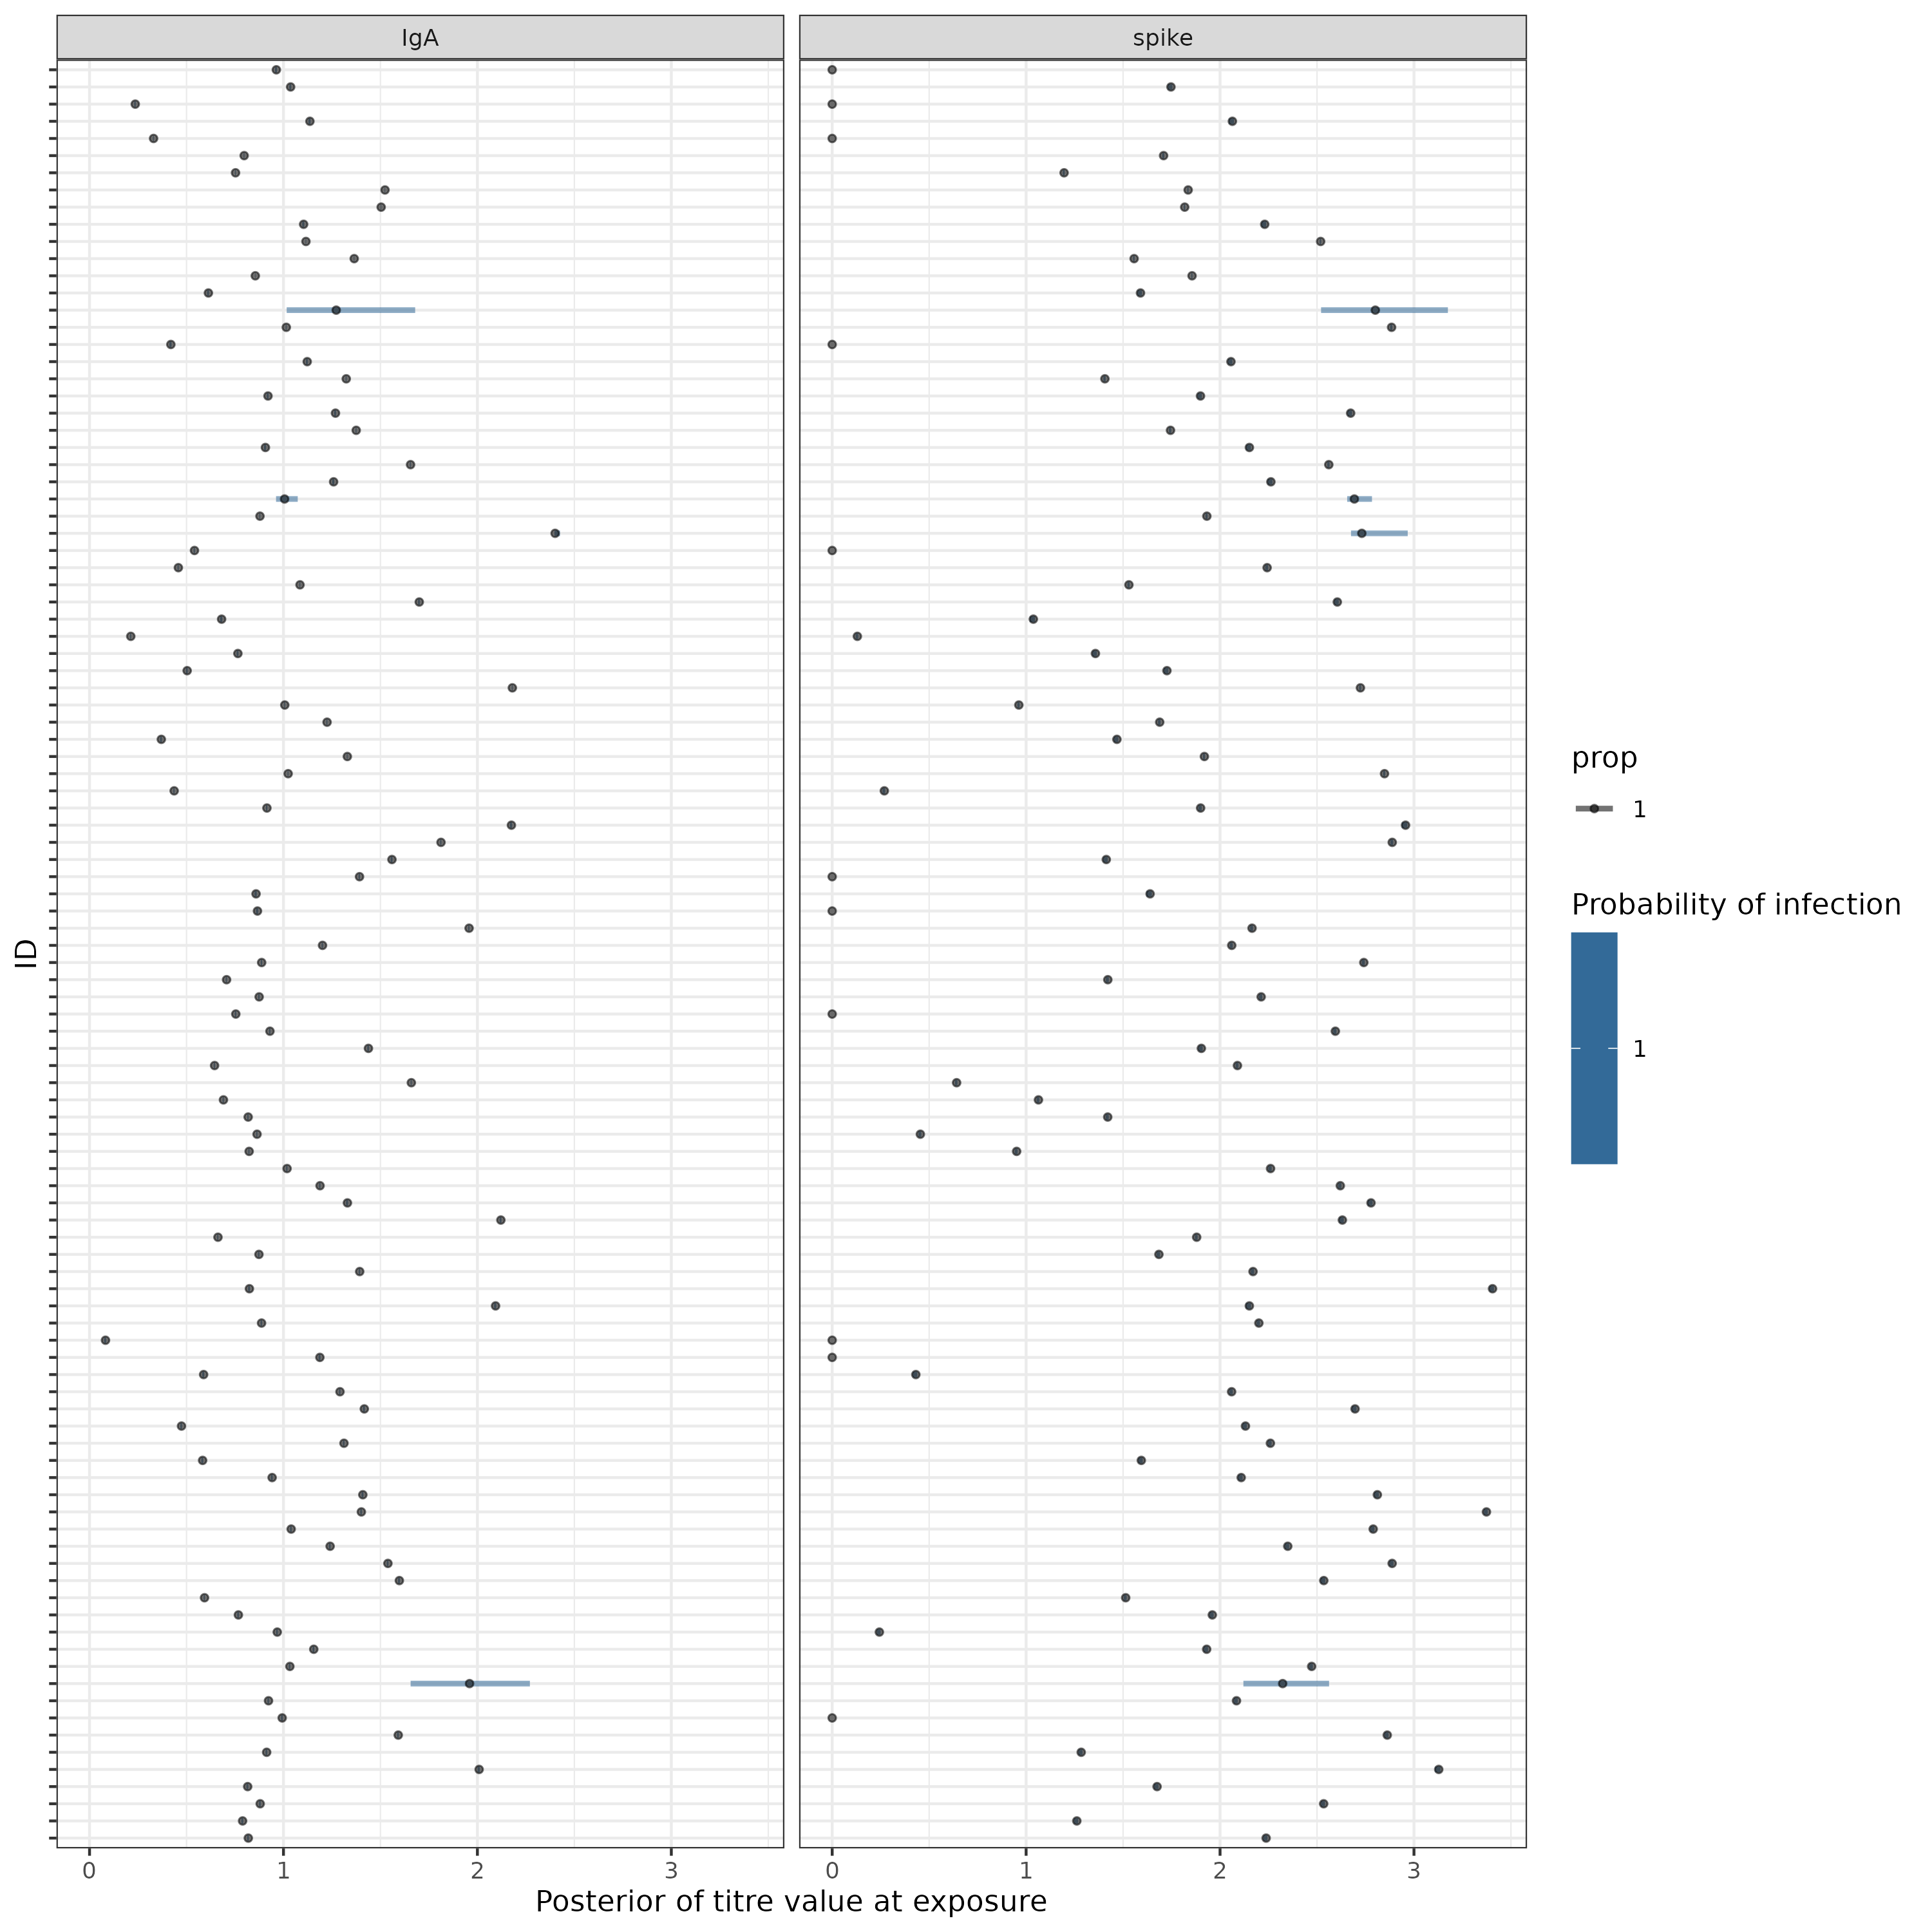 IgA
spike
ID
prop
1
Probability of infection
1
0 1 2 3
0 1 2 3
Posterior of titre value at exposure